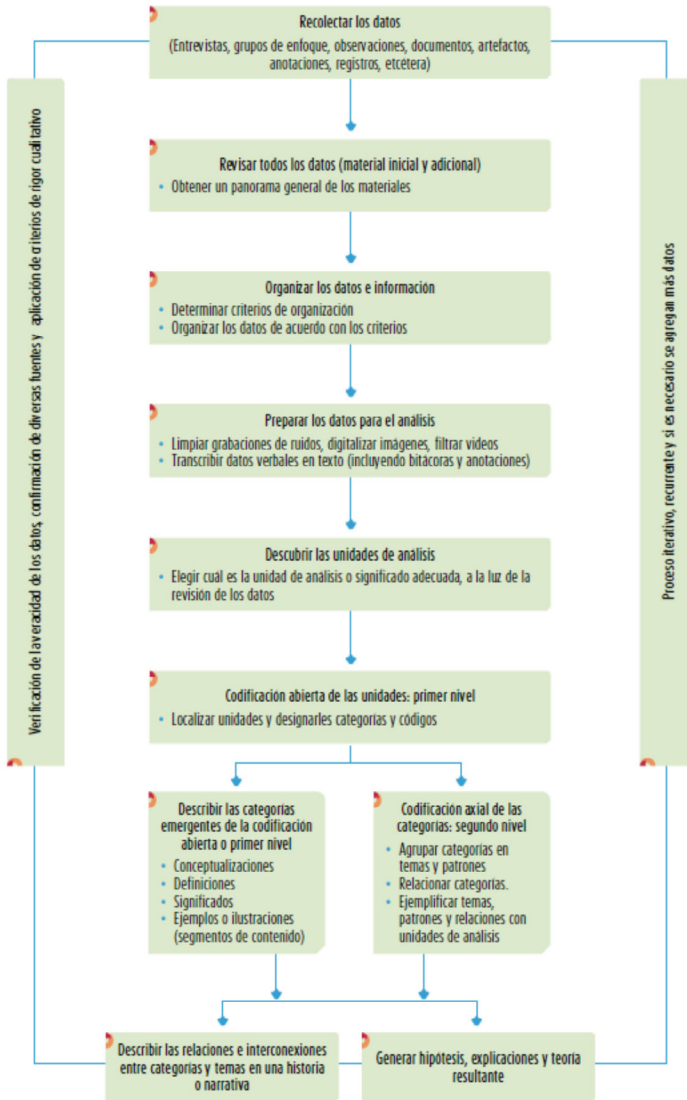 Recolectar los datos
(Entrevistas, grupos de enfoque, observaciones, documentos, artefactos,
anotaciones, registros, etcétera)
Verificación de la veracidad de los datos, confirmación de diversas fuentes y aplicación de criterios de rigor cualitativo
Proceso iterativo, recurrente y si es necesario se agregan más datos
Revisar todos los datos (material inicial y adicional)
• Obtener un panorama general de los materiales
Organizar los datos e información
• Determinar criterios de organización
• Organizar los datos de acuerdo con los criterios
Preparar los datos para el análisis
• Limpiar grabaciones de ruidos, digitalizar imágenes, filtrar videos
• Transcribir datos verbales en texto (incluyendo bitácoras y anotaciones)
Descubrir las unidades de análisis
• Elegir cuál es la unidad de análisis o significado adecuada, a la luz de la
revisión de los datos
Codificación abierta de las unidades: primer nivel
• Localizar unidades y designarles categorías y códigos
Describir las categorías
emergentes de la codificación
abierta o primer nivel
• Conceptualizaciones
• Definiciones
• Significados
• Ejemplos o ilustraciones
(segmentos de contenido)
Codificación axial de las
categorías: segundo nivel
• Agrupar categorías en
temas y patrones
• Relacionar categorías.
• Ejemplificar temas,
patrones y relaciones con
unidades de análisis
Describir las relaciones e interconexiones
entre categorías y temas en una historia
o narrativa
Generar hipótesis, explicaciones y teoría
resultante